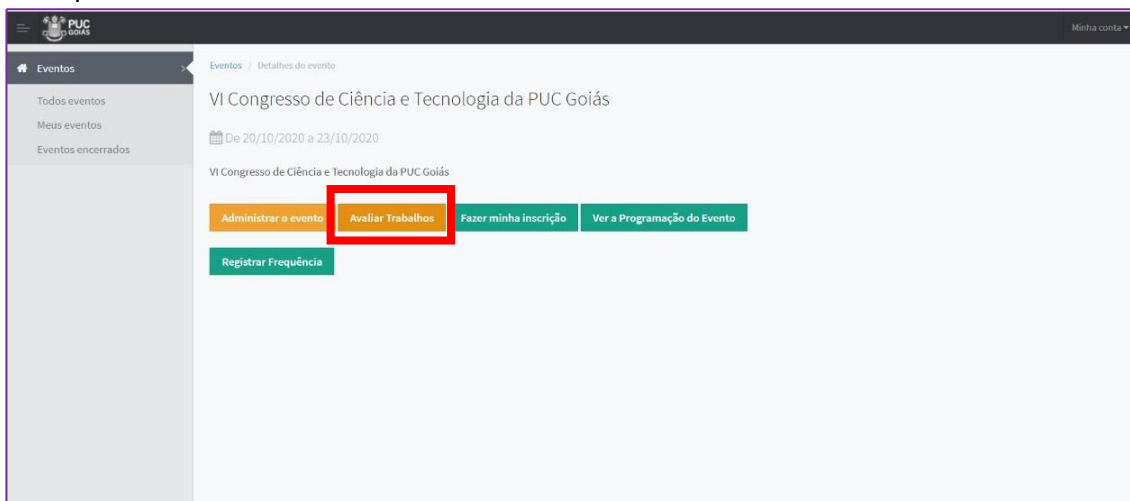 PUC
GOIÁS
Minha conta
Eventos
Todos eventos
Meus eventos
Eventos encerrados
Eventos / Detalhes do evento
VI Congresso de Ciência e Tecnologia da PUC Goiás
De 20/10/2020 a 23/10/2020
VI Congresso de Ciência e Tecnologia da PUC Goiás
Administrar o evento Avaliar Trabalhos Fazer minha inscrição Ver a Programação do Evento
Registrar Frequência